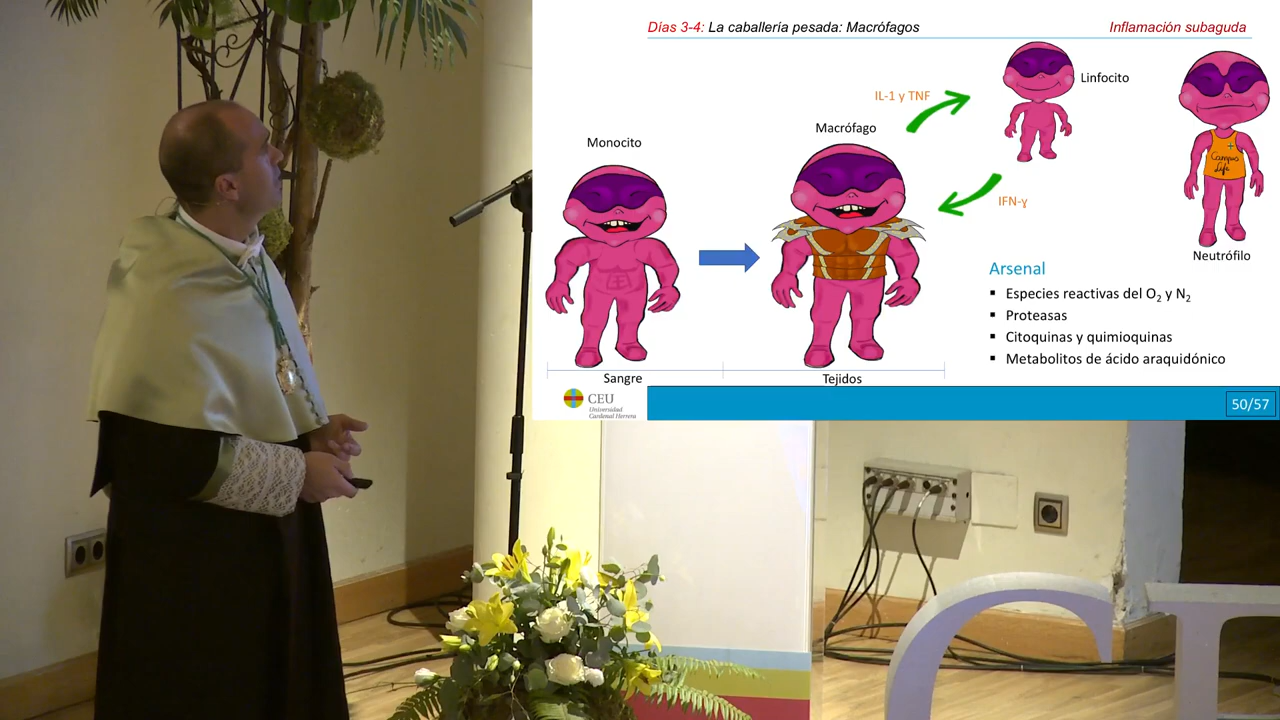 Días 3-4: La caballería pesada: Macrófagos
Inflamación subaguda
Linfocito
IL-1 y TNF
Macrófago
Monocito
Campus
Life
IFN-γ
Neutrófilo
Arsenal
Especies reactivas del O2 y N2
Proteasas
Citoquinas y quimioquinas
Metabolitos de ácido araquidónico
Sangre
Tejidos
CEU
Universidad
Cardenal Herrera
50/57